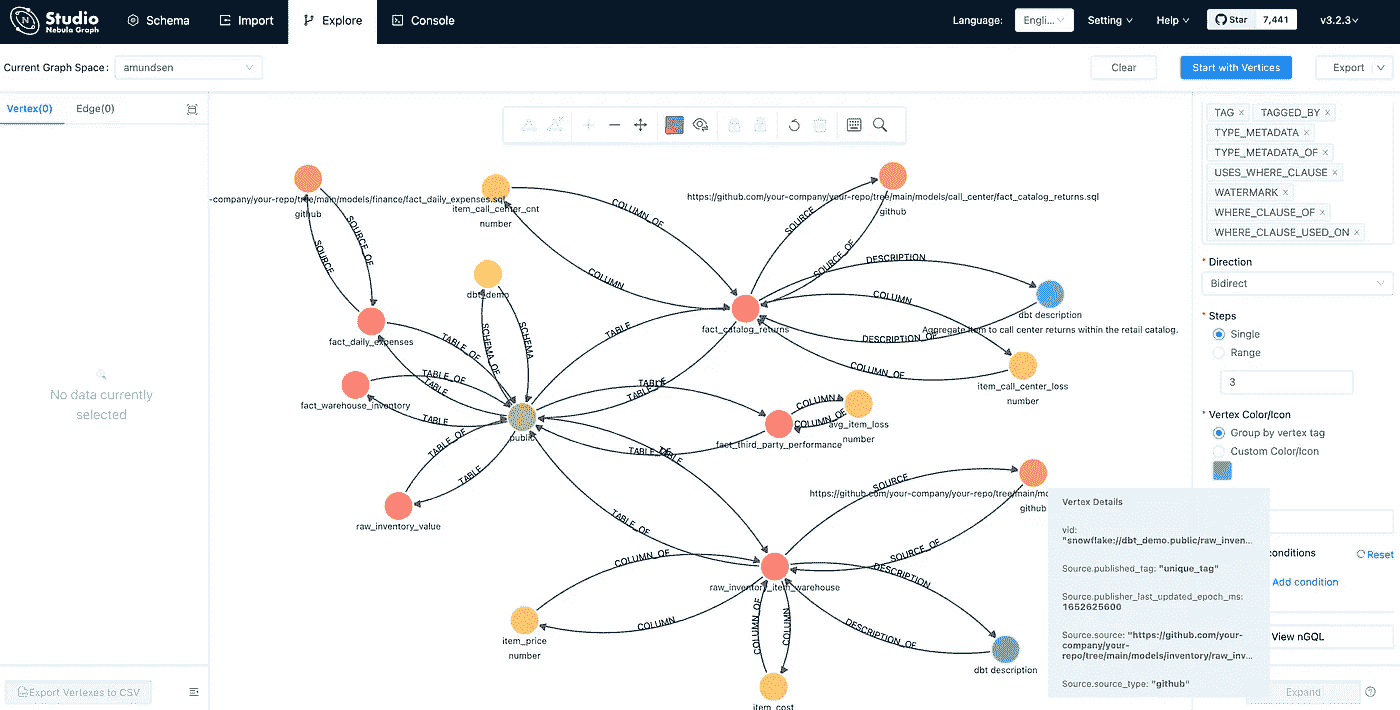 Studio
Nebula Graph
Schema
Import
Explore
Console
Language:
Engli...
Setting
Help
Star
7,441
v3.2.3
Current Graph Space:
amundsen
Clear
Start with Vertices
Export
Vertex(0)
Edge(0)
No data currently
selected
Export Vertexes to CSV
-company/your-repo/tree/main/models/finance/fact_daily_expenses.sql
github
item_call_center_cnt
number
https://github.com/your-company/your-repo/tree/main/models/call_center/fact_catalog_returns.sql
github
COLUMN_OF
SOURCE
SOURCE_OF
SOURCE
SOURCE_OF
COLUMN
DESCRIPTION
dbt_demo
COLUMN
dbt description
fact_catalog_returns
Aggregate item to call center returns within the retail catalog.
DESCRIPTION_OF
fact_daily_expenses
TABLE_OF
SCHEMA_OF
SCHEMA
TABLE
COLUMN_OF
item_call_center_loss
number
TABLE_OF
TABLE
fact_warehouse_inventory
TABLE
TABLE_OF
TABLE
COLUMN
COLUMN_OF
avg_item_loss
number
public
fact_third_party_performance
TABLE_OF
TABLE_OF
TABLE
raw_inventory_value
SOURCE
https://github.com/your-company/your-repo/tree/main/mo
github
TABLE_OF
SOURCE_OF
COLUMN_OF
DESCRIPTION
raw_inventory_item_warehouse
COLUMN
COLUMN_OF
COLUMN
DESCRIPTION_OF
item_price
number
dbt description
item_cost
TAG
TAGGED_BY
TYPE_METADATA
TYPE_METADATA_OF
USES_WHERE_CLAUSE
WATERMARK
WHERE_CLAUSE_OF
WHERE_CLAUSE_USED_ON
* Direction
Bidirect
* Steps
Single
Range
3
* Vertex Color/Icon
Group by vertex tag
Custom Color/Icon
Vertex Details
vid:
"snowflake://dbt_demo.public/raw_inven...
Source.published_tag: "unique_tag"
Source.publisher_last_updated_epoch_ms:
1652625600
Source.source: "https://github.com/your-
company/your-
repo/tree/main/models/inventory/raw_inv...
Source.source_type: "github"
conditions
Reset
Add condition
View nGQL
Expand